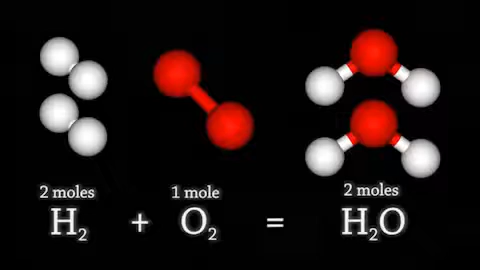 2 moles 1 mole 2 moles
H₂ + O₂ = H₂O